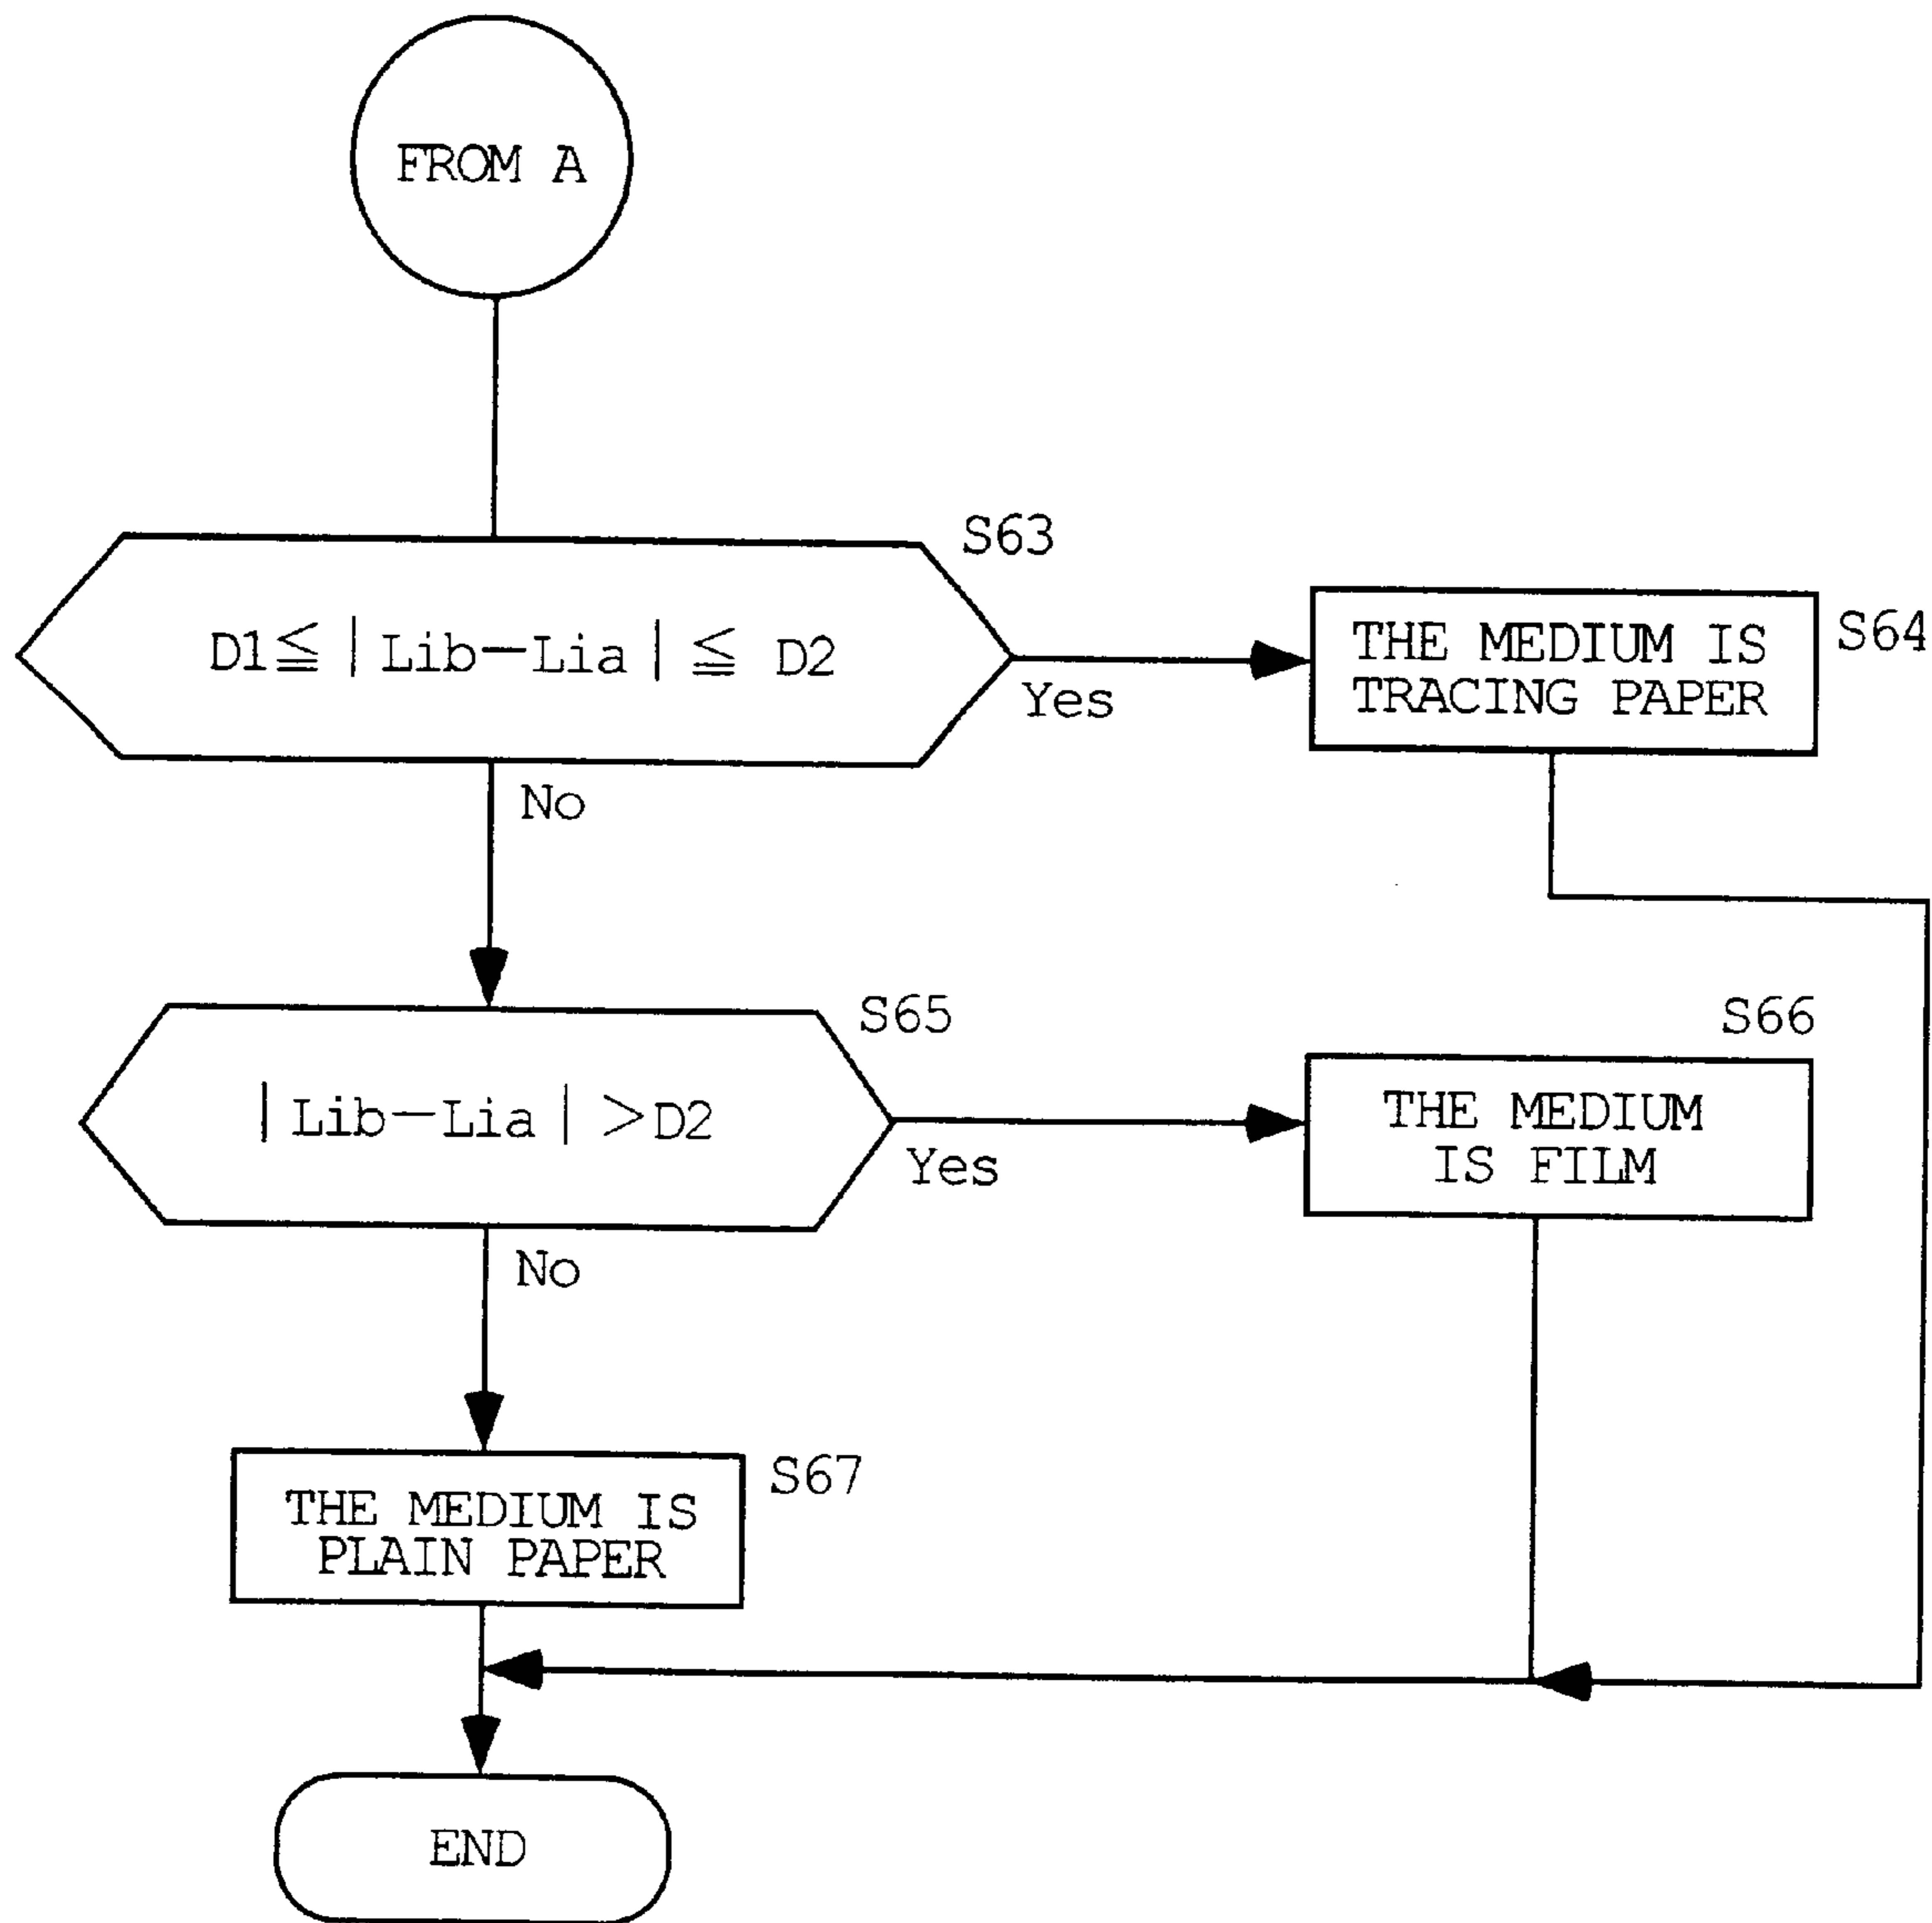 FROM A
S63
D1≦ | Lib－Lia | ≦ D2
Yes
THE MEDIUM IS
TRACING PAPER
S64
No
S65
| Lib－Lia | ＞D2
Yes
S66
THE MEDIUM
IS FILM
No
S67
THE MEDIUM IS
PLAIN PAPER
END